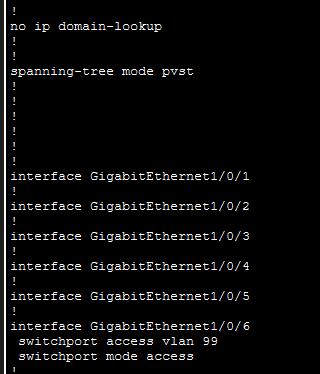 !
no ip domain-lookup
!
!
spanning-tree mode pvst
!
!
!
!
!
!
interface GigabitEthernet1/0/1
!
interface GigabitEthernet1/0/2
!
interface GigabitEthernet1/0/3
!
interface GigabitEthernet1/0/4
!
interface GigabitEthernet1/0/5
!
interface GigabitEthernet1/0/6
 switchport access vlan 99
 switchport mode access
!